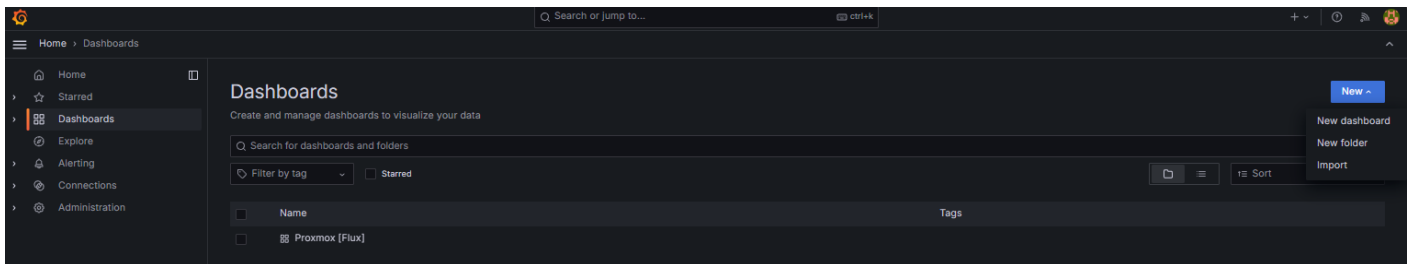 Search or jump to...
ctrl+k
Home › Dashboards
Home
Starred
Dashboards
Explore
Alerting
Connections
Administration
Dashboards
Create and manage dashboards to visualize your data
New
New dashboard
New folder
Import
Search for dashboards and folders
Filter by tag
Starred
Sort
Name Tags
Proxmox [Flux]